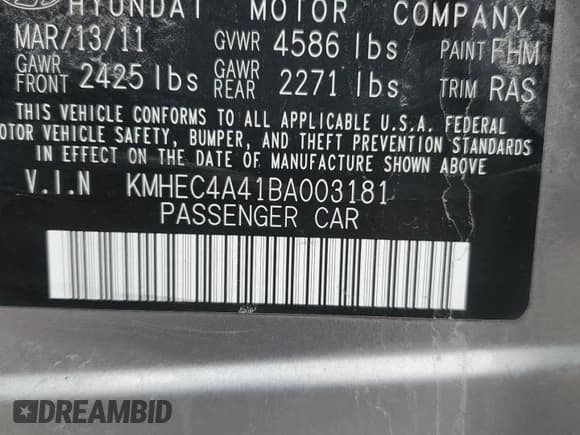 HYUNDAI MOTOR COMPANY
MAR/13/11 GVWR 4586 lbs PAINT FHM
GAWR FRONT 2425 lbs GAWR REAR 2271 lbs TRIM RAS
THIS VEHICLE CONFORMS TO ALL APPLICABLE U.S.A. FEDERAL
MOTOR VEHICLE SAFETY, BUMPER, AND THEFT PREVENTION STANDARDS
IN EFFECT ON THE DATE OF MANUFACTURE SHOWN ABOVE
V.I.N KMHEC4A41BA003181
PASSENGER CAR
DREAMBID